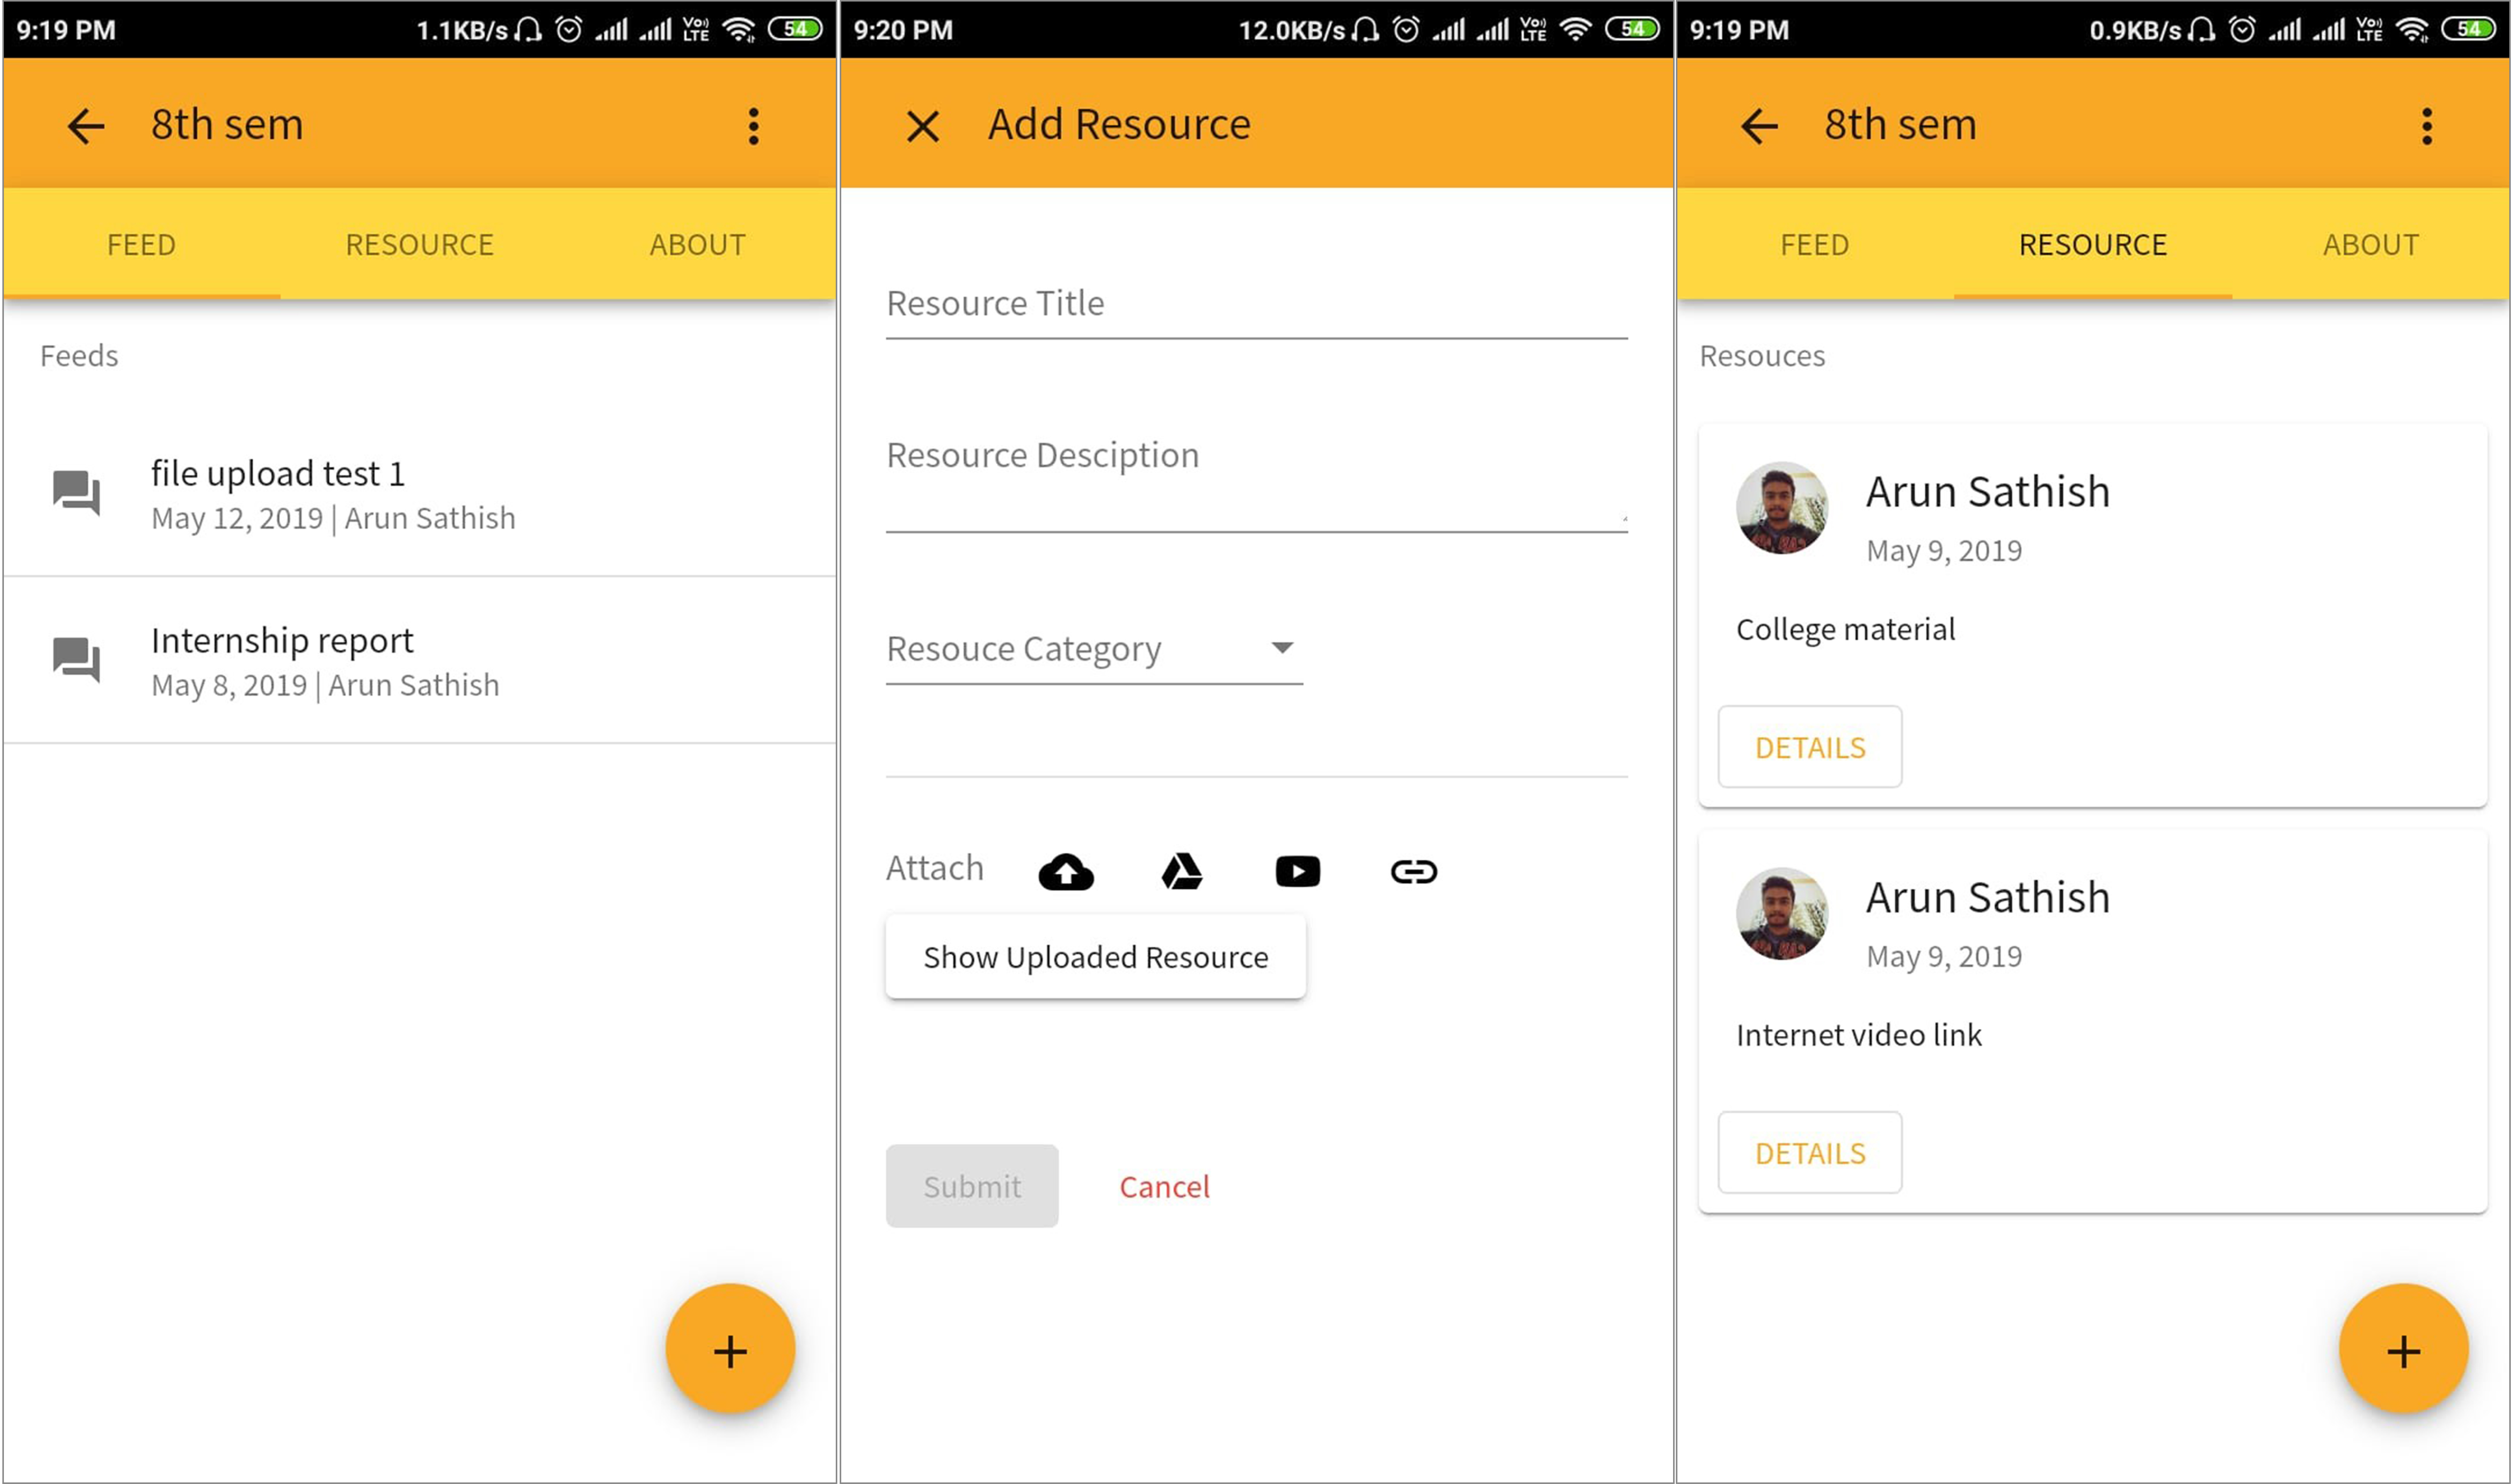 9:19 PM 1.1KB/s Vo) LTE 54
8th sem
FEED RESOURCE ABOUT
Feeds
file upload test 1
May 12, 2019 | Arun Sathish
Internship report
May 8, 2019 | Arun Sathish
+
9:20 PM 12.0KB/s Vo) LTE 54
Add Resource
Resource Title
Resource Desciption
Resouce Category
Attach
Show Uploaded Resource
Submit Cancel
9:19 PM 0.9KB/s Vo) LTE 54
8th sem
FEED RESOURCE ABOUT
Resouces
Arun Sathish
May 9, 2019
College material
DETAILS
Arun Sathish
May 9, 2019
Internet video link
DETAILS
+